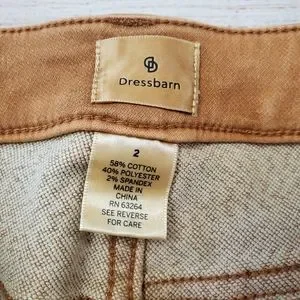 Dressbarn
2
58% COTTON
40% POLYESTER
2% SPANDEX
MADE IN
CHINA
RN 63264
SEE REVERSE
FOR CARE